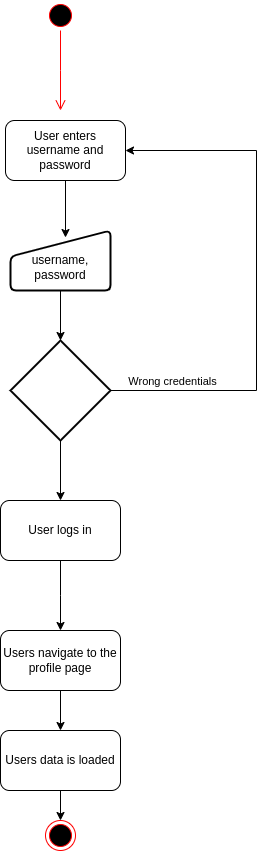 User enters
username and
password
username,
password
Wrong credentials
User logs in
Users navigate to the
profile page
Users data is loaded